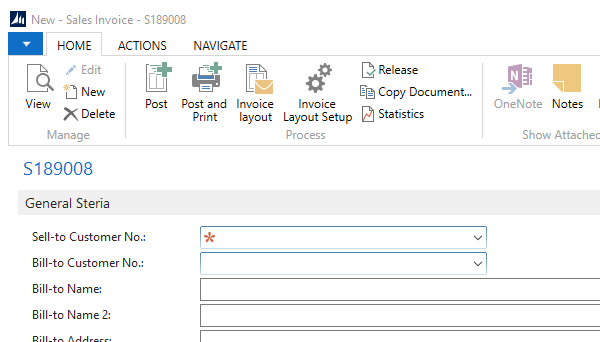 New - Sales Invoice - S189008
HOME ACTIONS NAVIGATE
View
Edit
New
Delete
Manage
Post
Post and Print
Invoice layout
Invoice Layout Setup
Release
Copy Document...
Statistics
Process
OneNote
Notes
Show Attached
S189008
General Steria
Sell-to Customer No.: *
Bill-to Customer No.:
Bill-to Name:
Bill-to Name 2:
Bill-to Address: